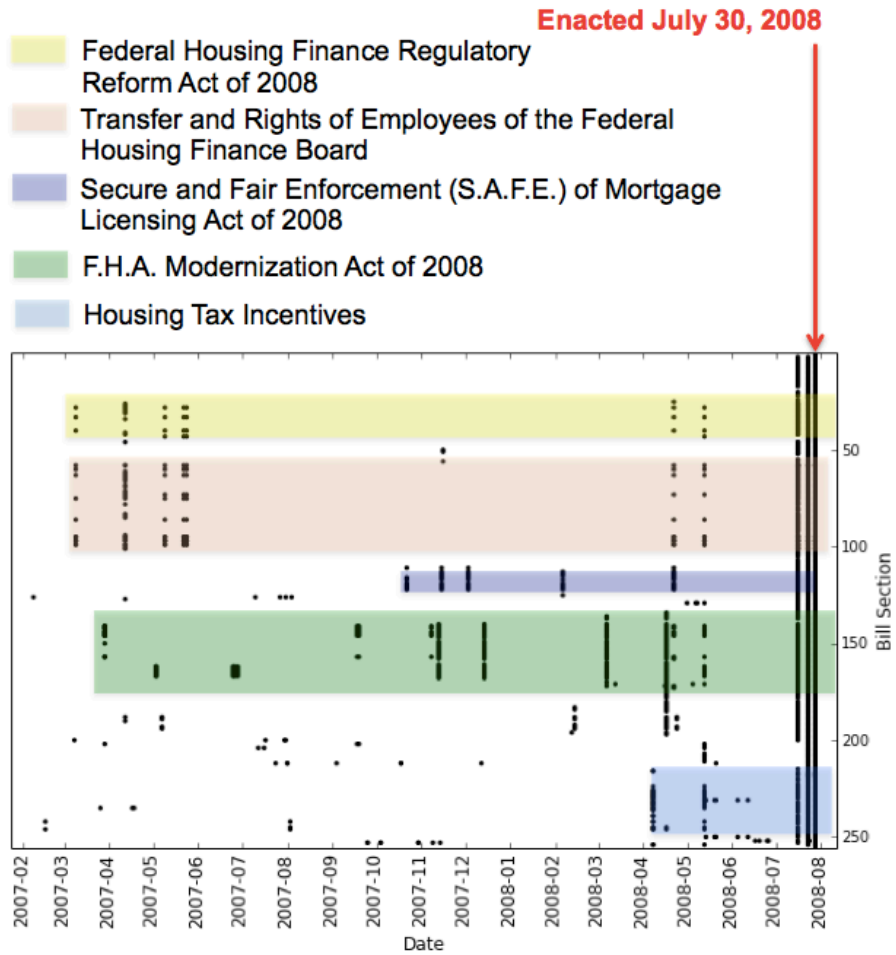 Enacted July 30, 2008
Federal Housing Finance Regulatory
Reform Act of 2008
Transfer and Rights of Employees of the Federal
Housing Finance Board
Secure and Fair Enforcement (S.A.F.E.) of Mortgage
Licensing Act of 2008
F.H.A. Modernization Act of 2008
Housing Tax Incentives
50
100
150
200
250
Bill Section
2007-02
2007-03
2007-04
2007-05
2007-06
2007-07
2007-08
2007-09
2007-10
2007-11
2007-12
2008-01
2008-02
2008-03
2008-04
2008-05
2008-06
2008-07
2008-08
Date